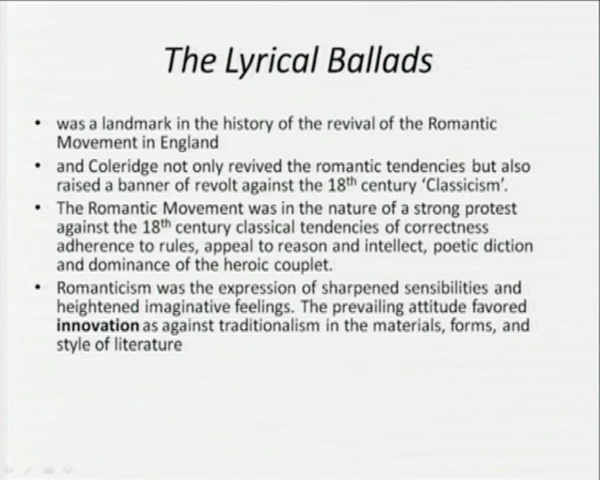 The Lyrical Ballads
• was a landmark in the history of the revival of the Romantic
Movement in England
• and Coleridge not only revived the romantic tendencies but also
raised a banner of revolt against the 18th century ‘Classicism’.
• The Romantic Movement was in the nature of a strong protest
against the 18th century classical tendencies of correctness
adherence to rules, appeal to reason and intellect, poetic diction
and dominance of the heroic couplet.
• Romanticism was the expression of sharpened sensibilities and
heightened imaginative feelings. The prevailing attitude favored
innovation as against traditionalism in the materials, forms, and
style of literature